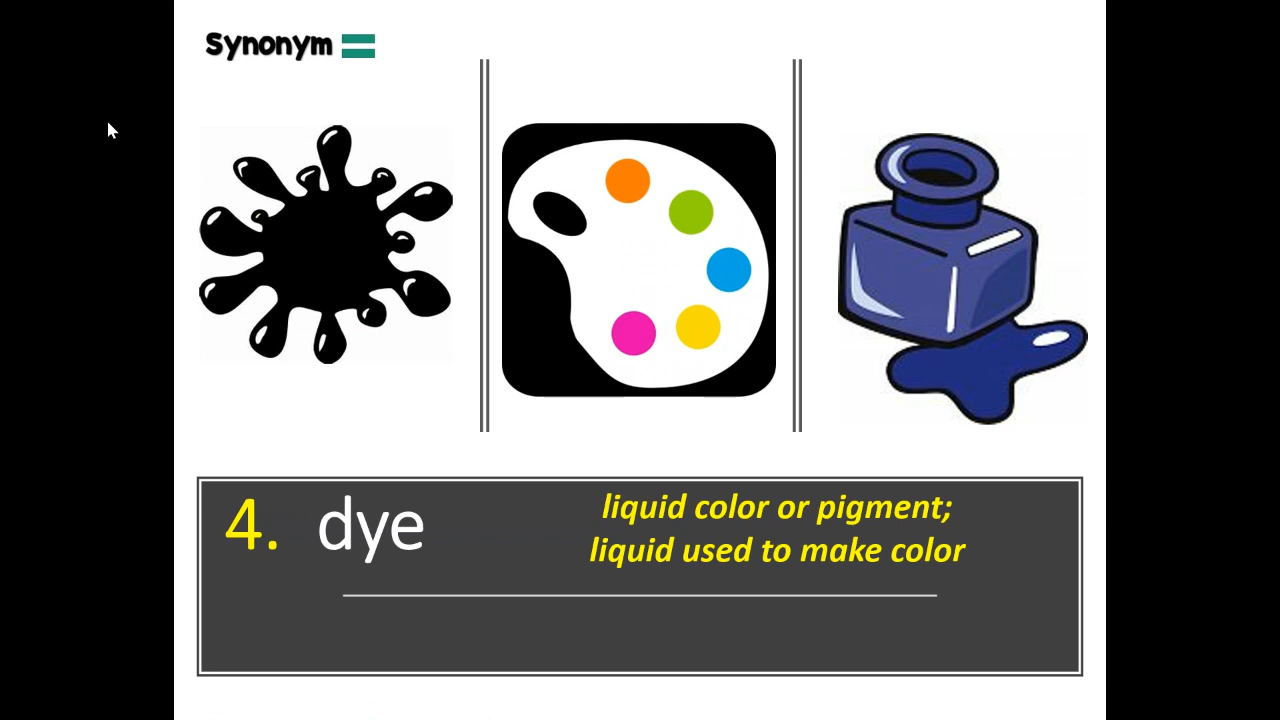 Synonym
4. dye
liquid color or pigment;
liquid used to make color